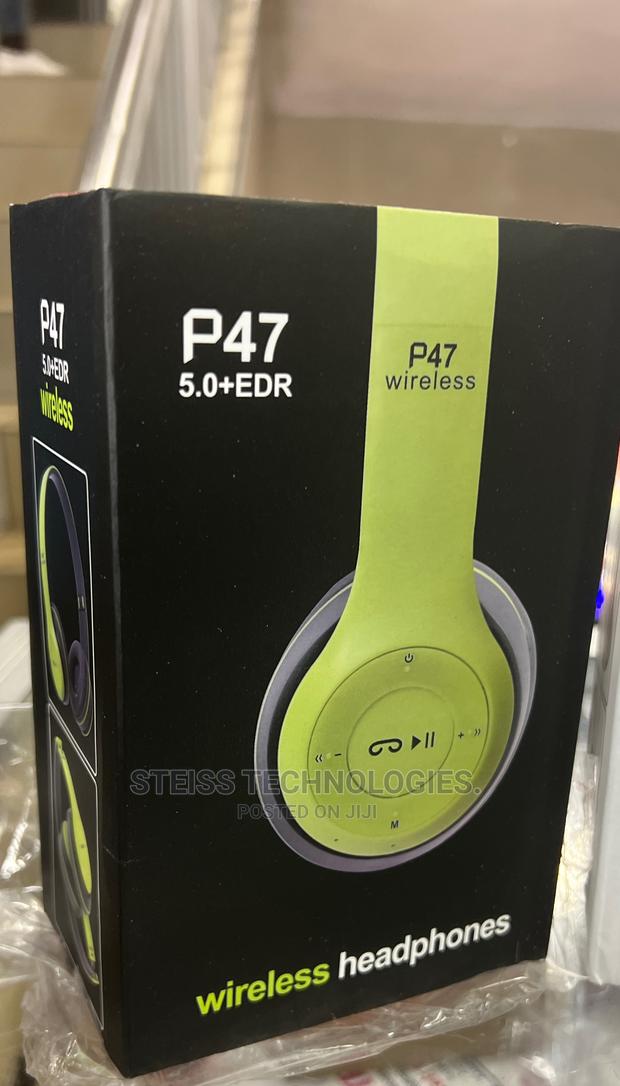 P47
5.0+EDR
wireless
P47
5.0+EDR
P47
wireless
M
STEISS TECHNOLOGIES.
POSTED ON JIJI
wireless headphones